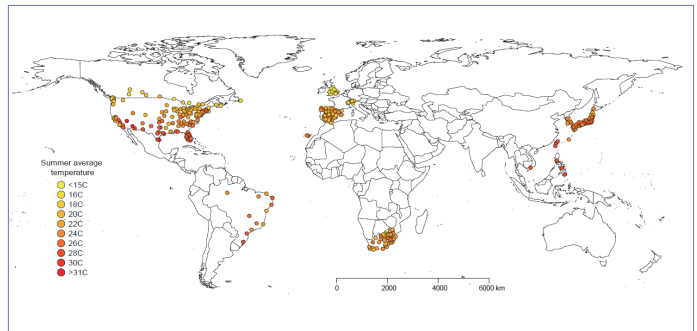 Summer average
temperature
<15C
16C
18C
20C
22C
24C
26C
28C
30C
>31C
0 2000 4000 6000 km